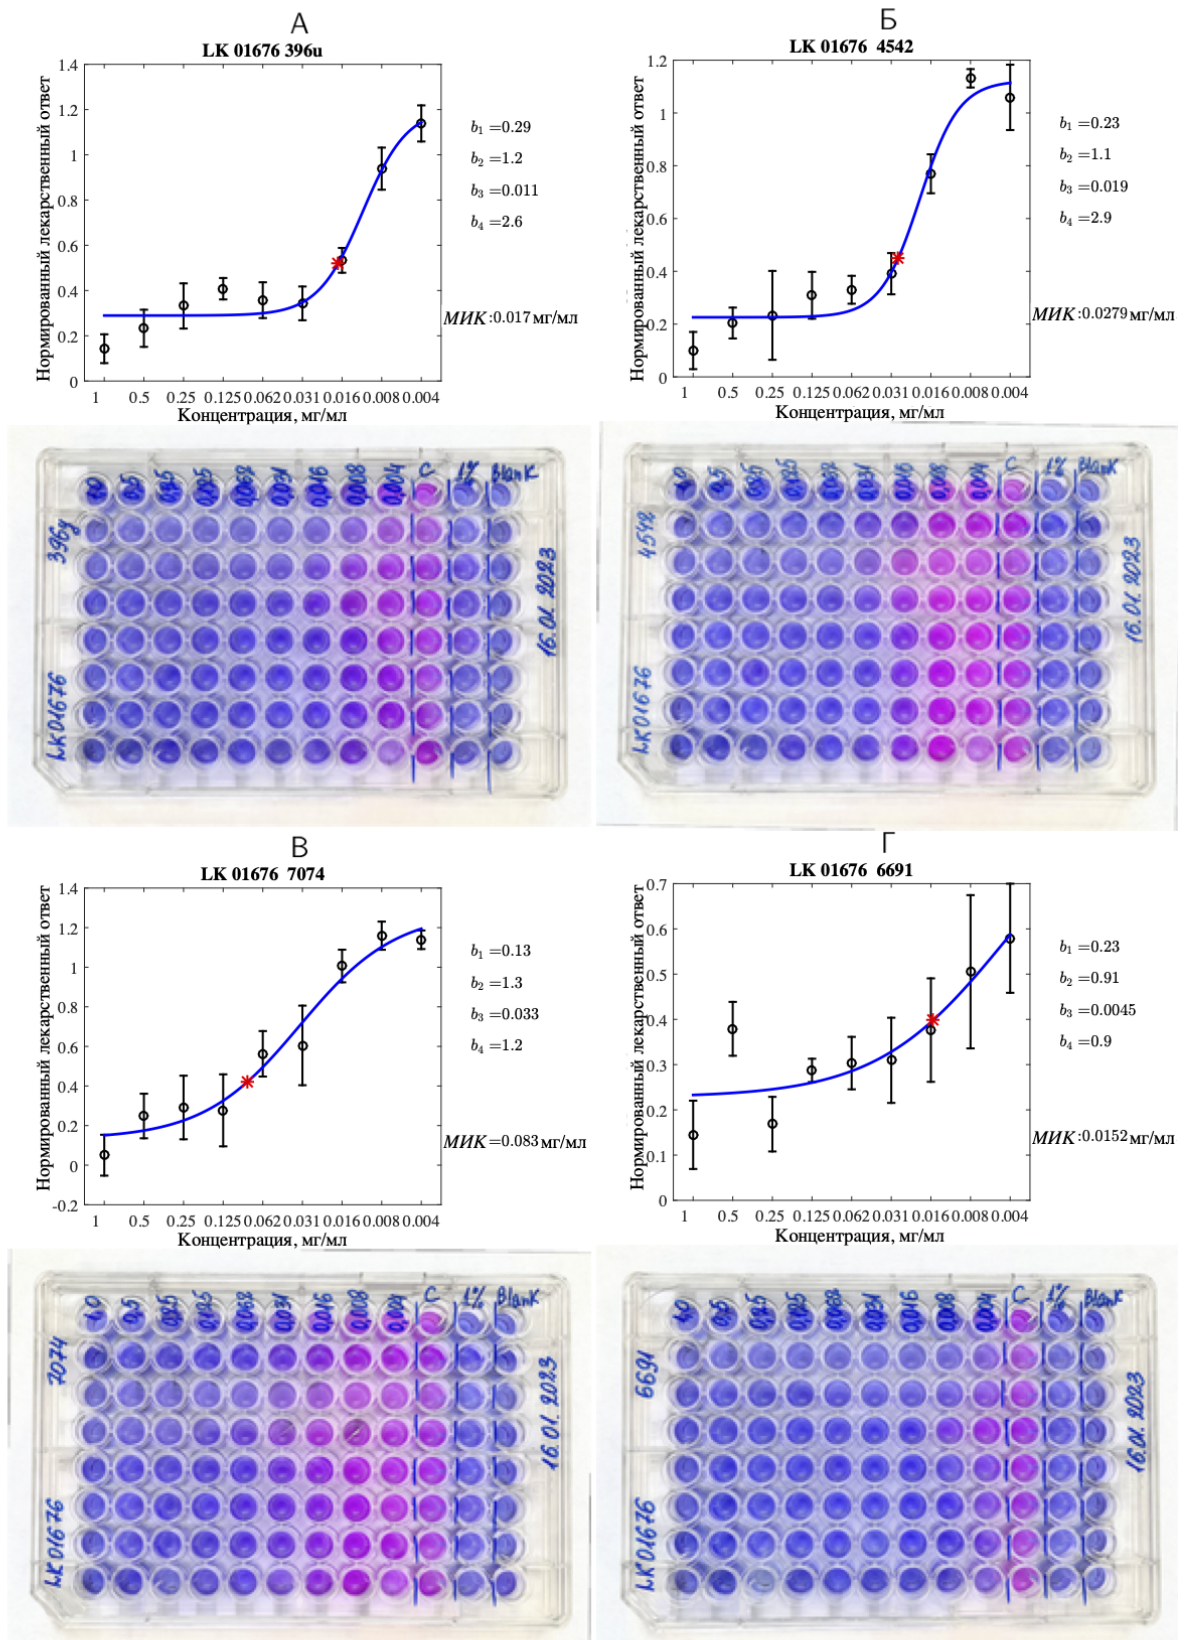 А
LK 01676 396u
Нормированный лекарственный ответ
1.4
1.2
1
0.8
0.6
0.4
0.2
0
1 0.5 0.25 0.125 0.062 0.031 0.016 0.008 0.004
Концентрация, мг/мл
b₁ =0.29
b₂ =1.2
b₃ =0.011
b₄ =2.6
МИК:0.017мг/мл
Б
LK 01676 4542
Нормированный лекарственный ответ
1.2
1
0.8
0.6
0.4
0.2
0
1 0.5 0.25 0.125 0.062 0.031 0.016 0.008 0.004
Концентрация, мг/мл
b₁ =0.23
b₂ =1.1
b₃ =0.019
b₄ =2.9
МИК:0.0279мг/мл
1,0 0,5 0,25 0,125 0,062 0,031 0,016 0,008 0,004 C 1% Blank
396у
LK01676
16.01.2023
1,0 0,5 0,25 0,125 0,062 0,031 0,016 0,008 0,004 C 1% Blank
4542
LK01676
16.01.2023
В
LK 01676 7074
Нормированный лекарственный ответ
1.4
1.2
1
0.8
0.6
0.4
0.2
0
-0.2
1 0.5 0.25 0.125 0.062 0.031 0.016 0.008 0.004
Концентрация, мг/мл
b₁ =0.13
b₂ =1.3
b₃ =0.033
b₄ =1.2
МИК=0.083мг/мл
Г
LK 01676 6691
Нормированный лекарственный ответ
0.7
0.6
0.5
0.4
0.3
0.2
0.1
0
1 0.5 0.25 0.125 0.062 0.031 0.016 0.008 0.004
Концентрация, мг/мл
b₁ =0.23
b₂ =0.91
b₃ =0.0045
b₄ =0.9
МИК:0.0152мг/мл
1,0 0,5 0,25 0,125 0,062 0,031 0,016 0,008 0,004 C 1% Blank
7074
LK01676
16.01.2023
1,0 0,5 0,25 0,125 0,062 0,031 0,016 0,008 0,004 C 1% Blank
6691
LK01676
16.01.2023